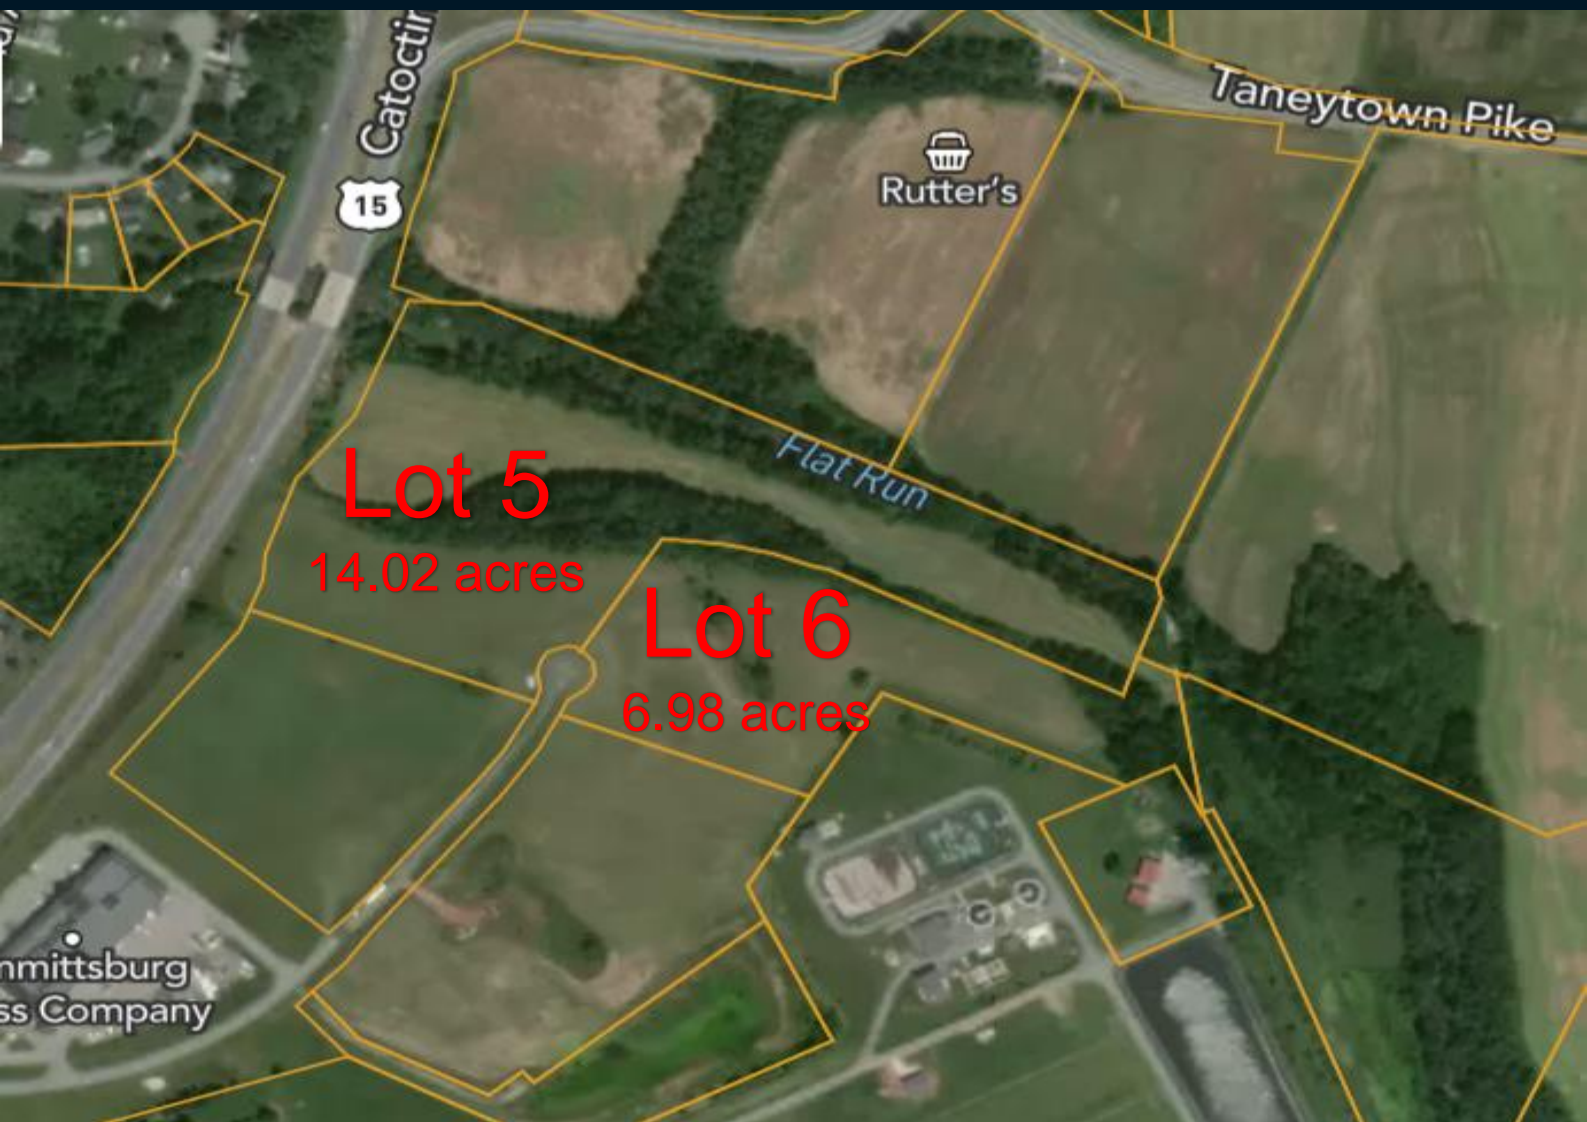 Catoctin
Taneytown Pike
15
Rutter's
Flat Run
Lot 5
14.02 acres
Lot 6
6.98 acres
mmittsburg
ss Company